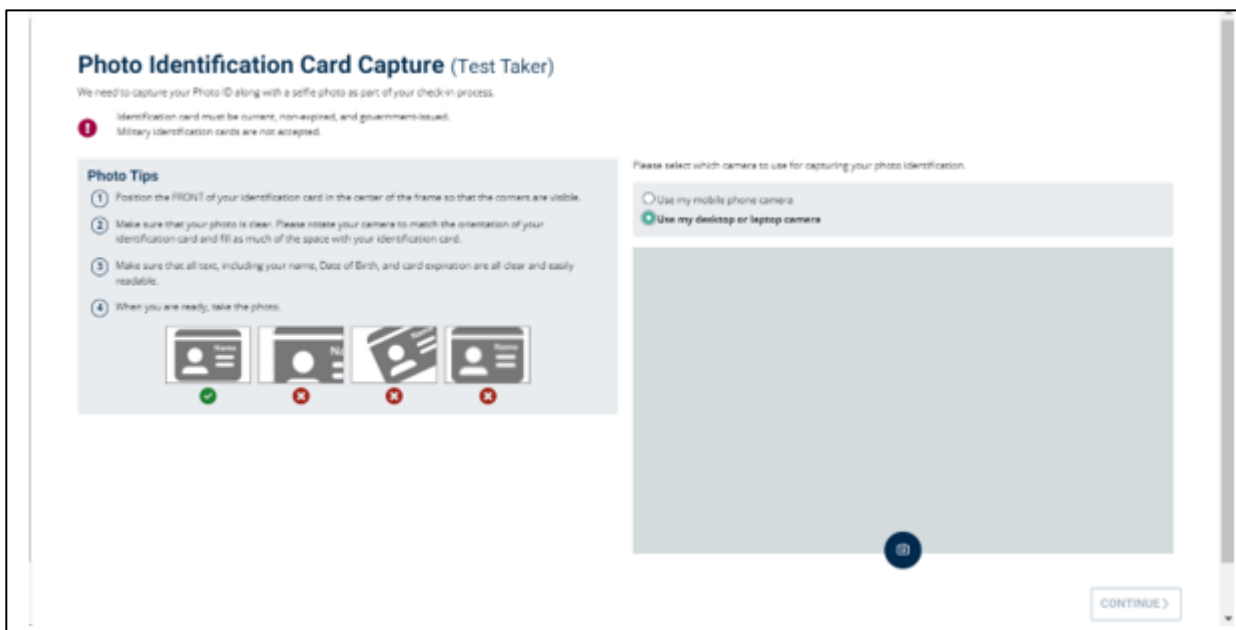 Photo Identification Card Capture (Test Taker)
We need to capture your Photo ID along with a selfie photo as part of your check-in process.
Identification card must be current, non-expired, and government-issued.
Military identification cards are not accepted.
Photo Tips
1 Position the FRONT of your identification card in the center of the frame so that the corners are visible.
2 Make sure that your photo is clear. Please rotate your camera to match the orientation of your
identification card and fill as much of the space with your identification card.
3 Make sure that all text, including your name, Date of Birth, and card expiration are all clear and easily
readable.
4 When you are ready, take the photo.
Name
Na
Name
Name
Please select which camera to use for capturing your photo identification.
Use my mobile phone camera
Use my desktop or laptop camera
CONTINUE